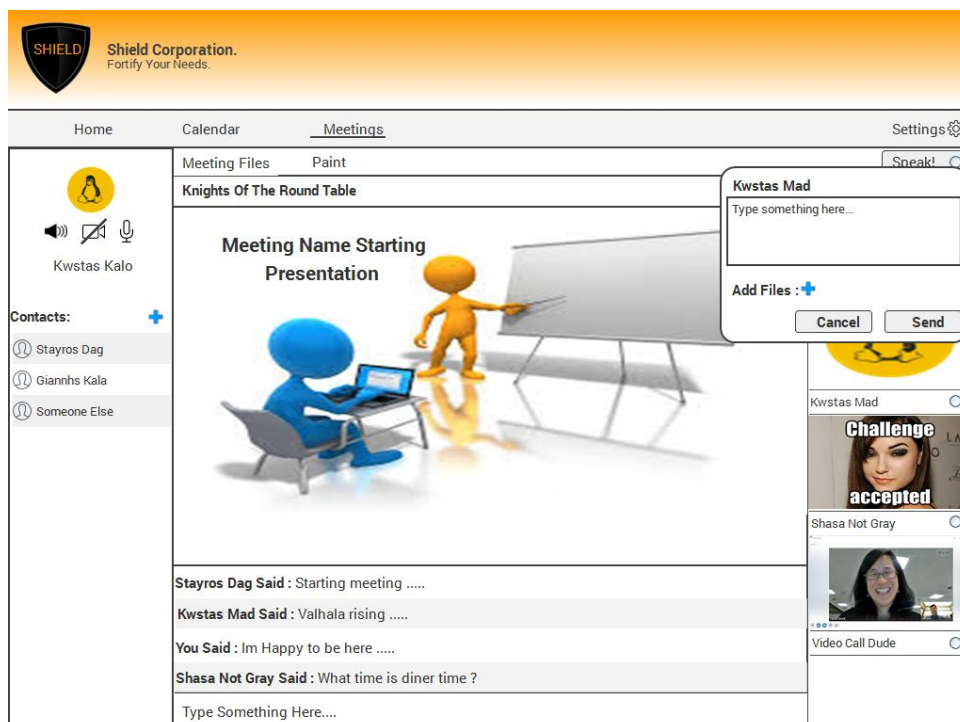 SHIELD
Shield Corporation.
Fortify Your Needs.
Home Calendar Meetings Settings
Meeting Files Paint Speak!
Knights Of The Round Table
Kwstas Mad
Type something here...
Add Files :
Cancel Send
Kwstas Kalo
Contacts:
Stayros Dag
Giannhs Kala
Someone Else
Meeting Name Starting
Presentation
Kwstas Mad
Challenge
accepted
Shasa Not Gray
Video Call Dude
Stayros Dag Said : Starting meeting .....
Kwstas Mad Said : Valhala rising .....
You Said : Im Happy to be here .....
Shasa Not Gray Said : What time is diner time ?
Type Something Here....